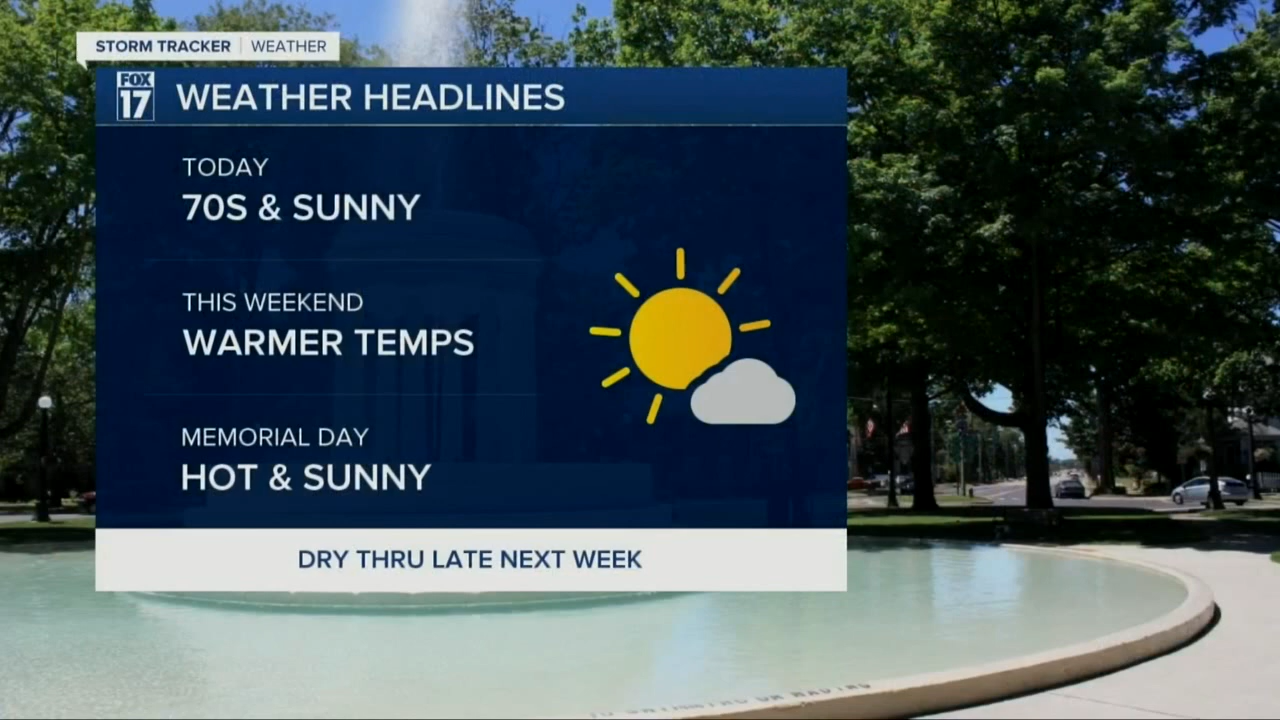 STORM TRACKER | WEATHER
FOX
17
WEATHER HEADLINES
TODAY
70S & SUNNY
THIS WEEKEND
WARMER TEMPS
MEMORIAL DAY
HOT & SUNNY
DRY THRU LATE NEXT WEEK